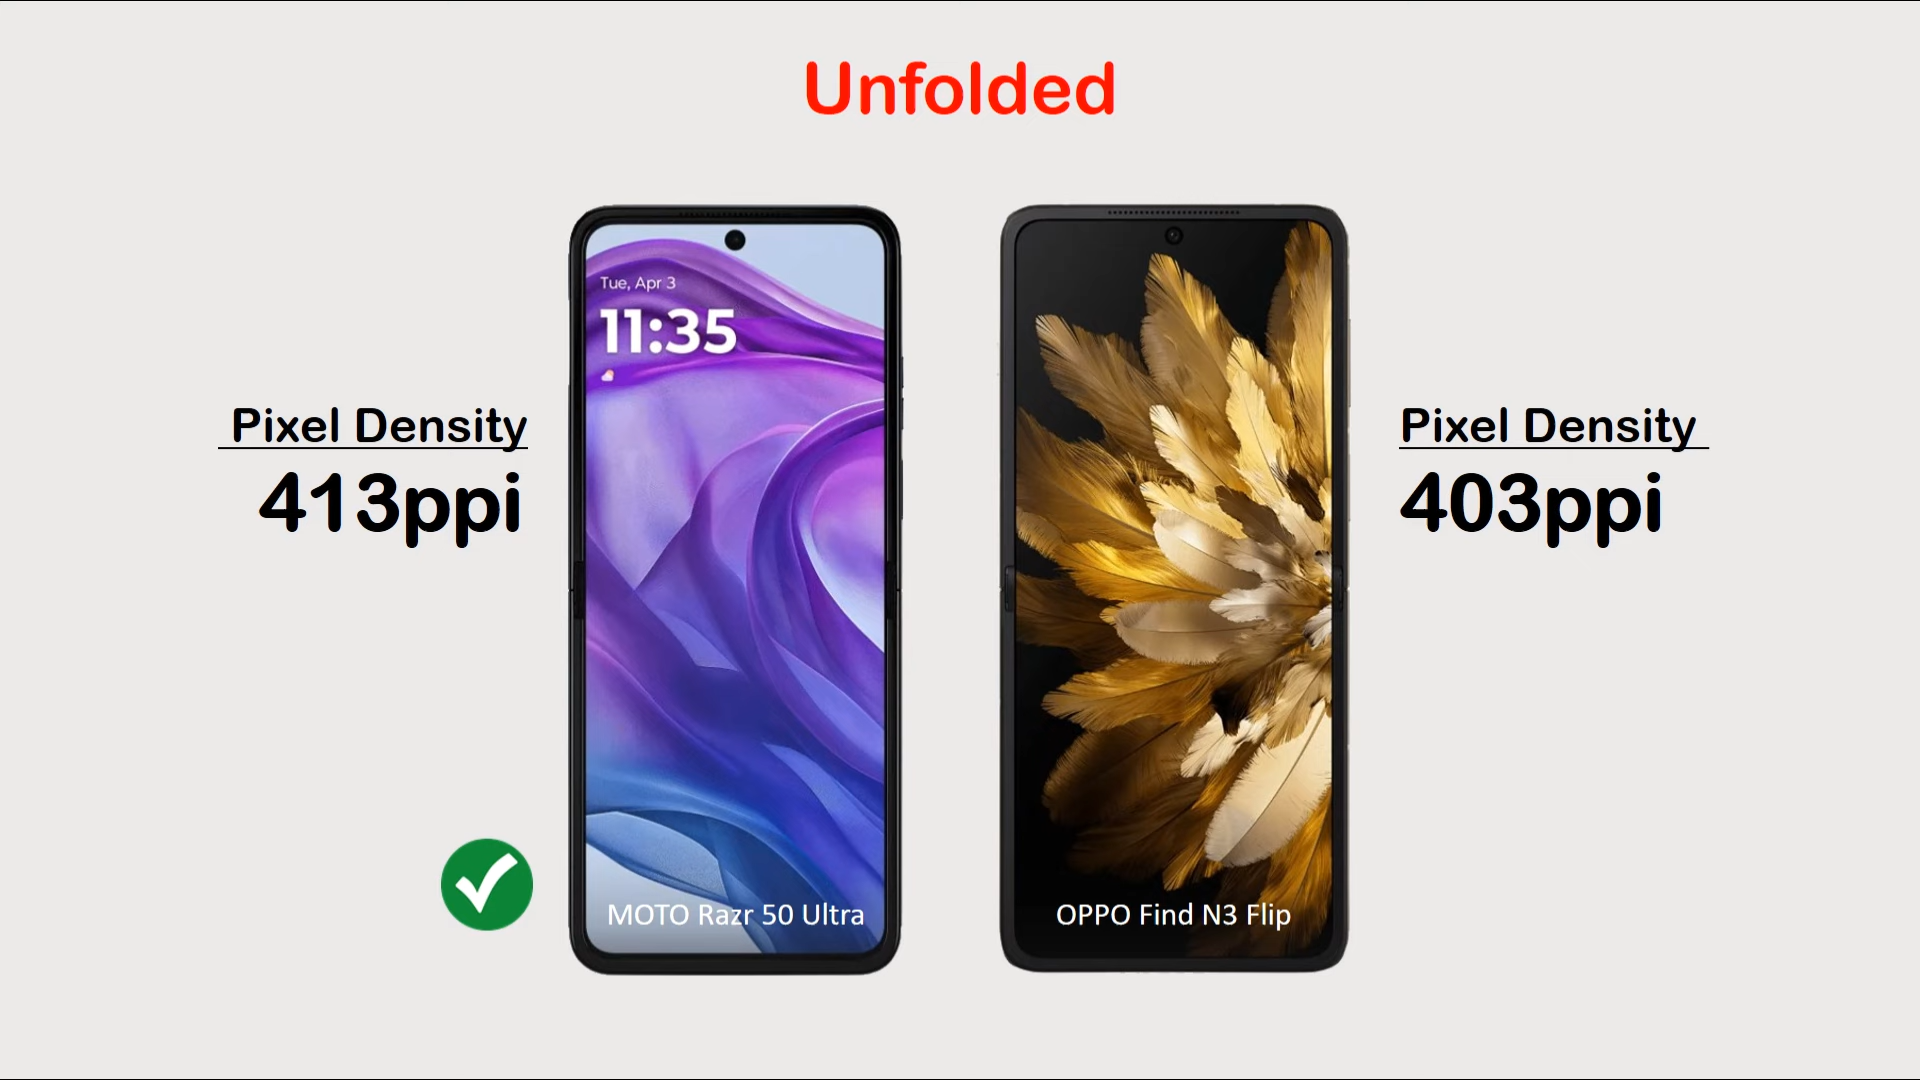 Unfolded
Tue, Apr 3
11:35
Pixel Density
413ppi
Pixel Density
403ppi
MOTO Razr 50 Ultra
OPPO Find N3 Flip